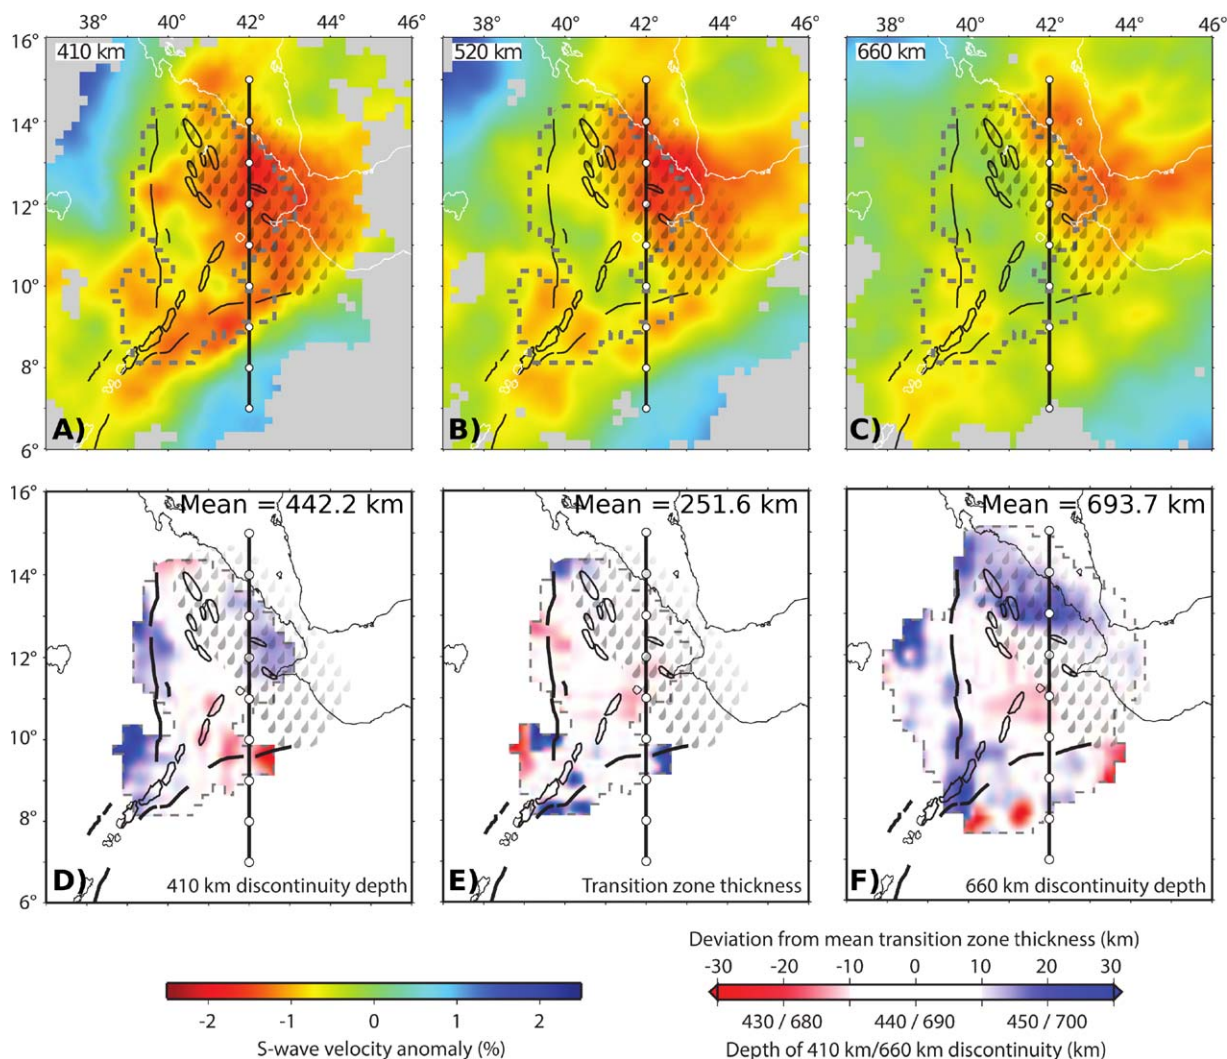 38° 40° 42° 44° 46° 38° 40° 42° 44° 46° 38° 40° 42° 44° 46°
16°
410 km 520 km 660 km
14°
12°
10°
8°
6°
A) B) C)
16°
Mean = 442.2 km Mean = 251.6 km Mean = 693.7 km
14°
12°
10°
8°
6°
D) 410 km discontinuity depth E) Transition zone thickness F) 660 km discontinuity depth
Deviation from mean transition zone thickness (km)
-30 -20 -10 0 10 20 30
-2 -1 0 1 2
S-wave velocity anomaly (%)
430 / 680 440 / 690 450 / 700
Depth of 410 km/660 km discontinuity (km)